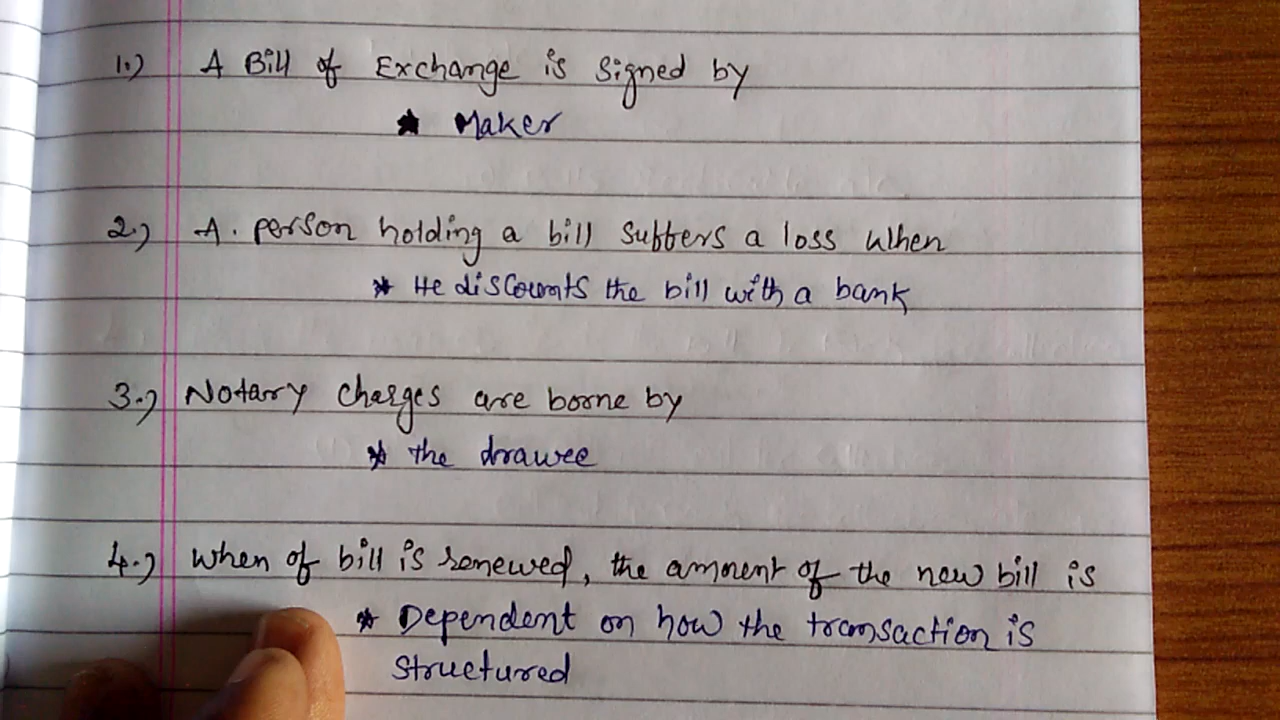 1.) A Bill of Exchange is signed by
★ Maker
2.) A. person holding a bill suffers a loss when
* He discounts the bill with a bank
3.) Notary charges are borne by
* the drawee
4.) when of bill is renewed, the amount of the new bill is
* Dependent on how the transaction is
structured